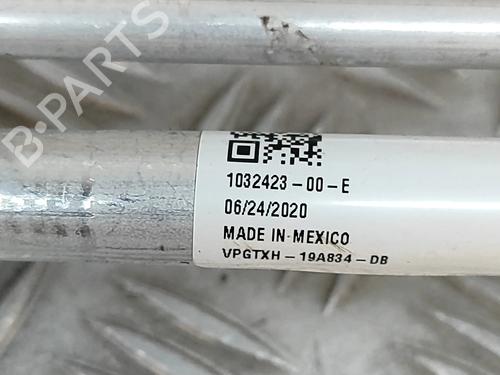 B-PARTS
1032423-00-E
06/24/2020
MADE IN MEXICO
VPGTXH-19A834-DB